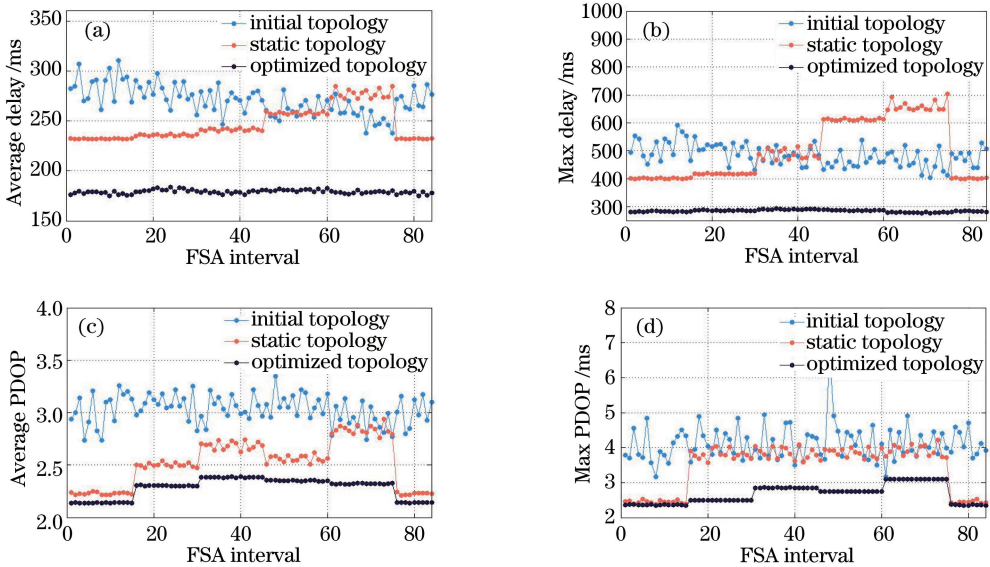 350
300
250
200
150
Average delay /ms
(a)
initial topology
static topology
optimized topology
0
20
40
60
80
FSA interval
1000
900
800
700
600
500
400
300
Max delay /ms
(b)
initial topology
static topology
optimized topology
0
20
40
60
80
FSA interval
4.0
3.5
3.0
2.5
2.0
Average PDOP
(c)
initial topology
static topology
optimized topology
0
20
40
60
80
FSA interval
8
7
6
5
4
3
2
Max PDOP /ms
(d)
initial topology
static topology
optimized topology
0
20
40
60
80
FSA interval